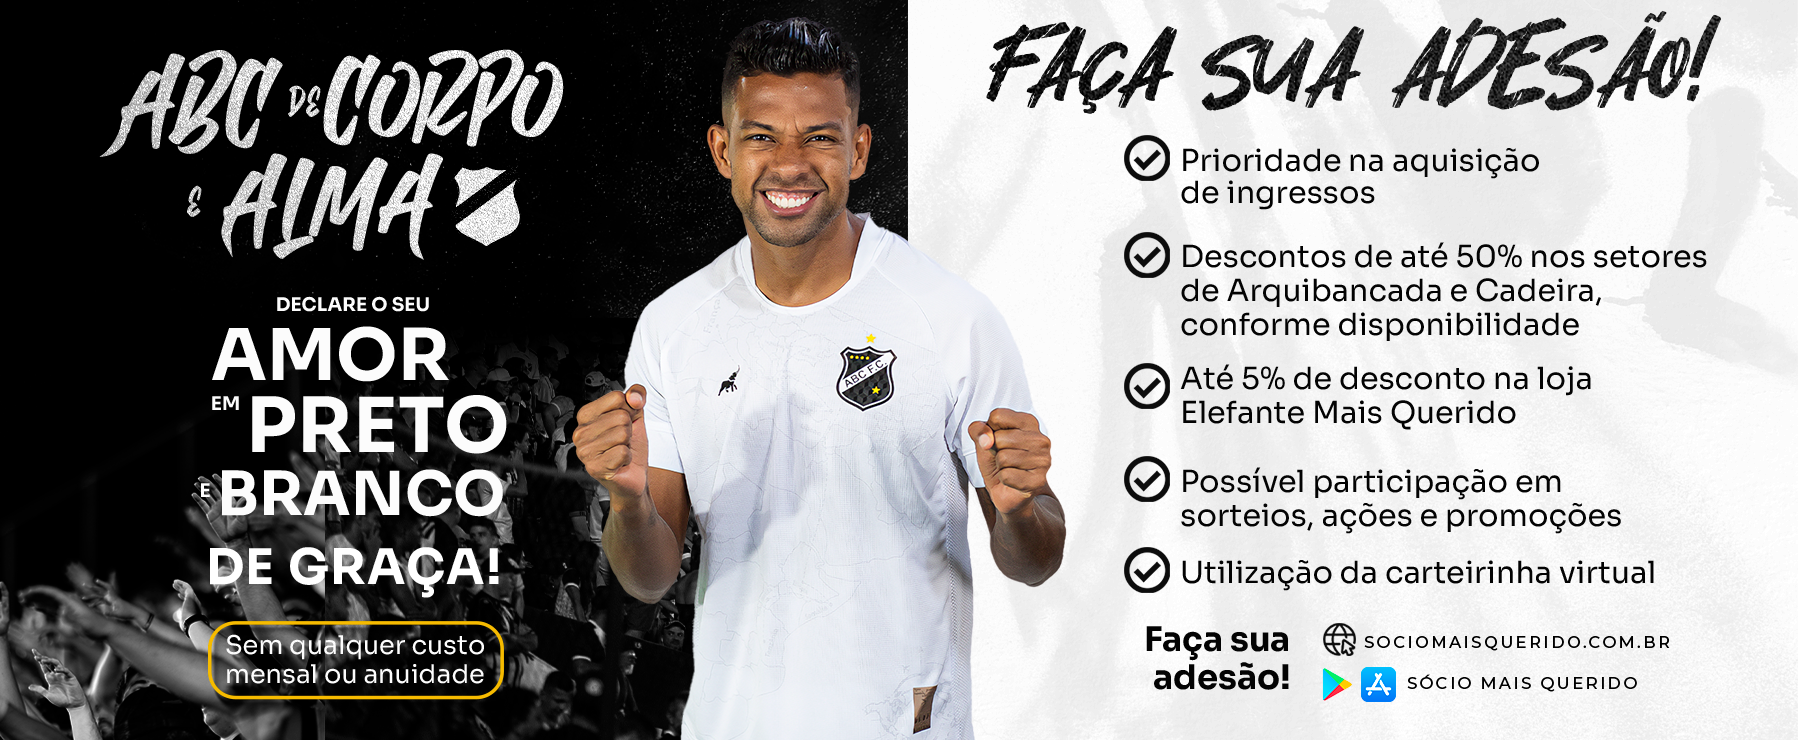 ABC DE CORPO
E ALMA
DECLARE O SEU
AMOR
EM PRETO
E BRANCO
DE GRAÇA!
Sem qualquer custo
mensal ou anuidade
ABC F.C.
FAÇA SUA ADESÃO!
Prioridade na aquisição
de ingressos
Descontos de até 50% nos setores
de Arquibancada e Cadeira,
conforme disponibilidade
Até 5% de desconto na loja
Elefante Mais Querido
Possível participação em
sorteios, ações e promoções
Utilização da carteirinha virtual
Faça sua
adesão!
SOCIOMAISQUERIDO.COM.BR
SÓCIO MAIS QUERIDO